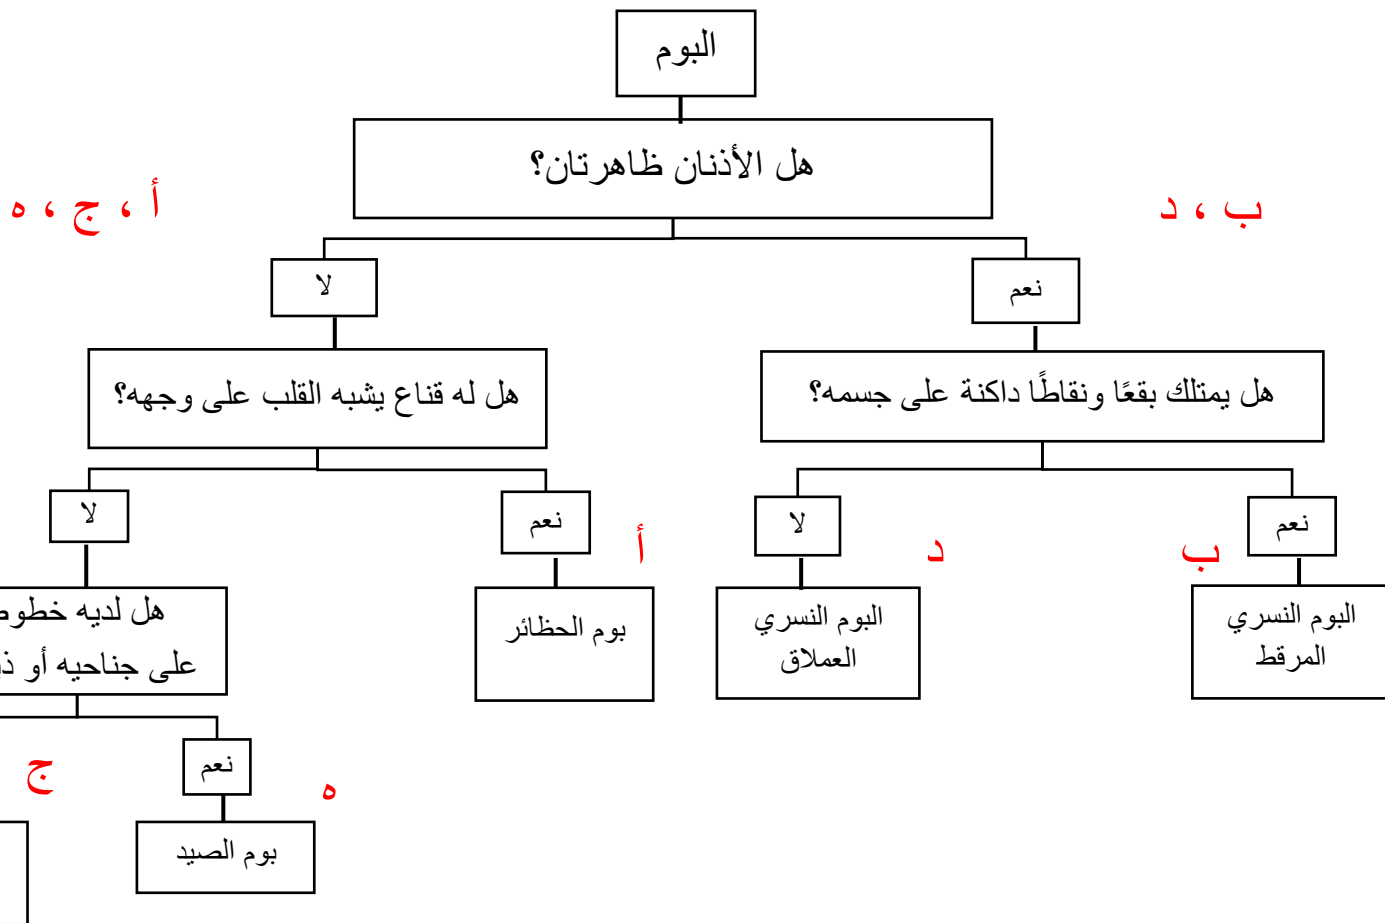 البوم
هل الأذنان ظاهرتان؟
ب ، د
أ ، ج ، ه
نعم
لا
هل يمتلك بقعًا ونقاطًا داكنة على جسمه؟
هل له قناع يشبه القلب على وجهه؟
نعم
لا
نعم
لا
ب
د
أ
البوم النسري
المرقط
البوم النسري
العملاق
بوم الحظائر
هل لديه
على جناحيه أو
نعم
ه
ج
بوم الصيد